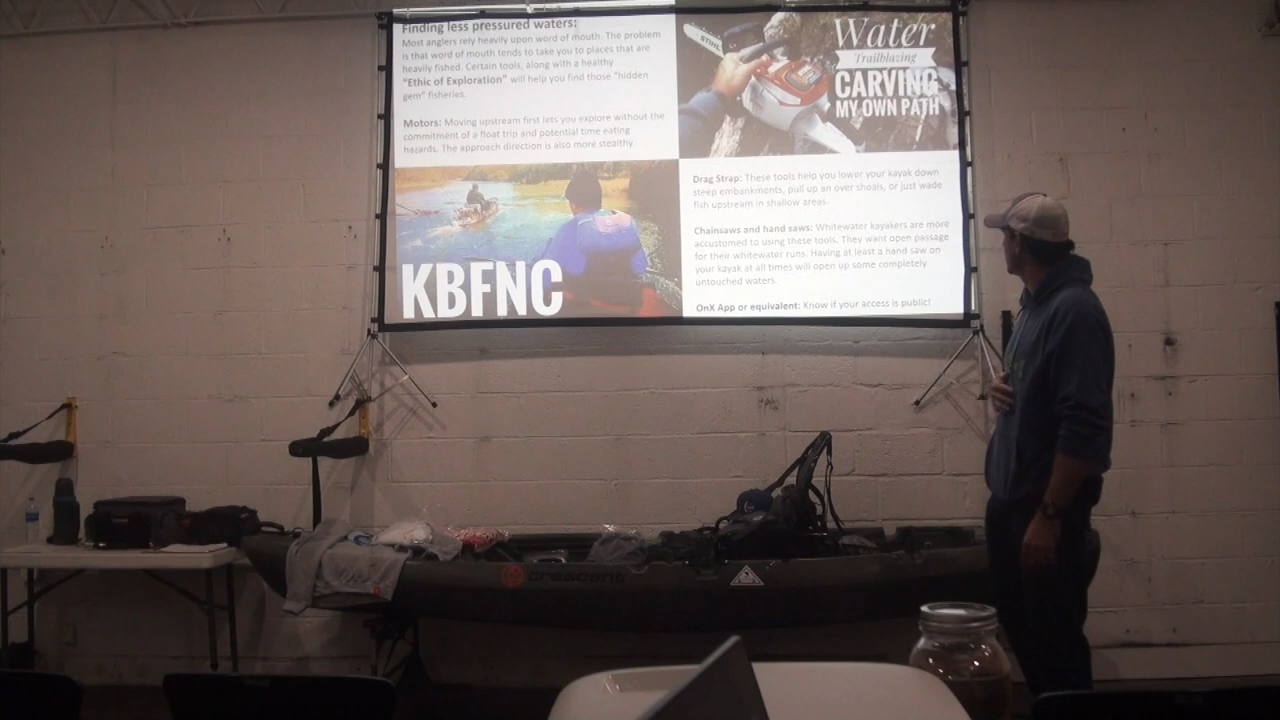 Finding less pressured waters:
Most anglers rely heavily upon word of mouth. The problem
is that word of mouth tends to take you to places that are
heavily fished. Certain tools, along with a healthy
"Ethic of Exploration" will help you find those "hidden
gem" fisheries.
Motors: Moving upstream first lets you explore without the
commitment of a float trip and potential time eating
hazards. The approach direction is also more stealthy.
KBFNC
STIHL
Water
Trailblazing
CARVING
MY OWN PATH
Drag Strap: These tools help you lower your kayak down
steep embankments, pull up an over shoals, or just wade
fish upstream in shallow areas.
Chainsaws and hand saws: Whitewater kayakers are more
accustomed to using these tools. They want open passage
for their whitewater runs. Having at least a hand saw on
your kayak at all times will open up some completely
untouched waters.
OnX App or equivalent: Know if your access is public!
crescent